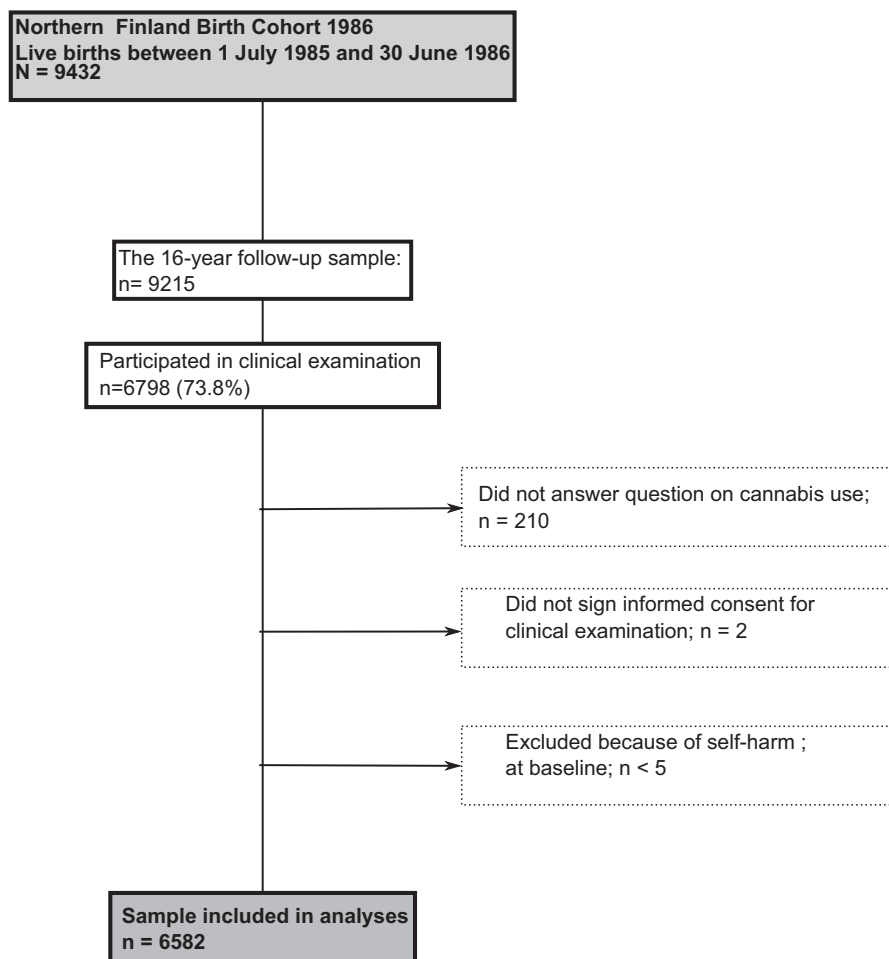 Northern  Finland Birth Cohort 1986
Live births between 1 July 1985 and 30 June 1986
N = 9432
The 16-year follow-up sample:
n= 9215
Participated in clinical examination
n=6798 (73.8%)
Did not answer question on cannabis use;
n = 210
Did not sign informed consent for
clinical examination; n = 2
Excluded because of self-harm ;
at baseline; n < 5
Sample included in analyses
n = 6582